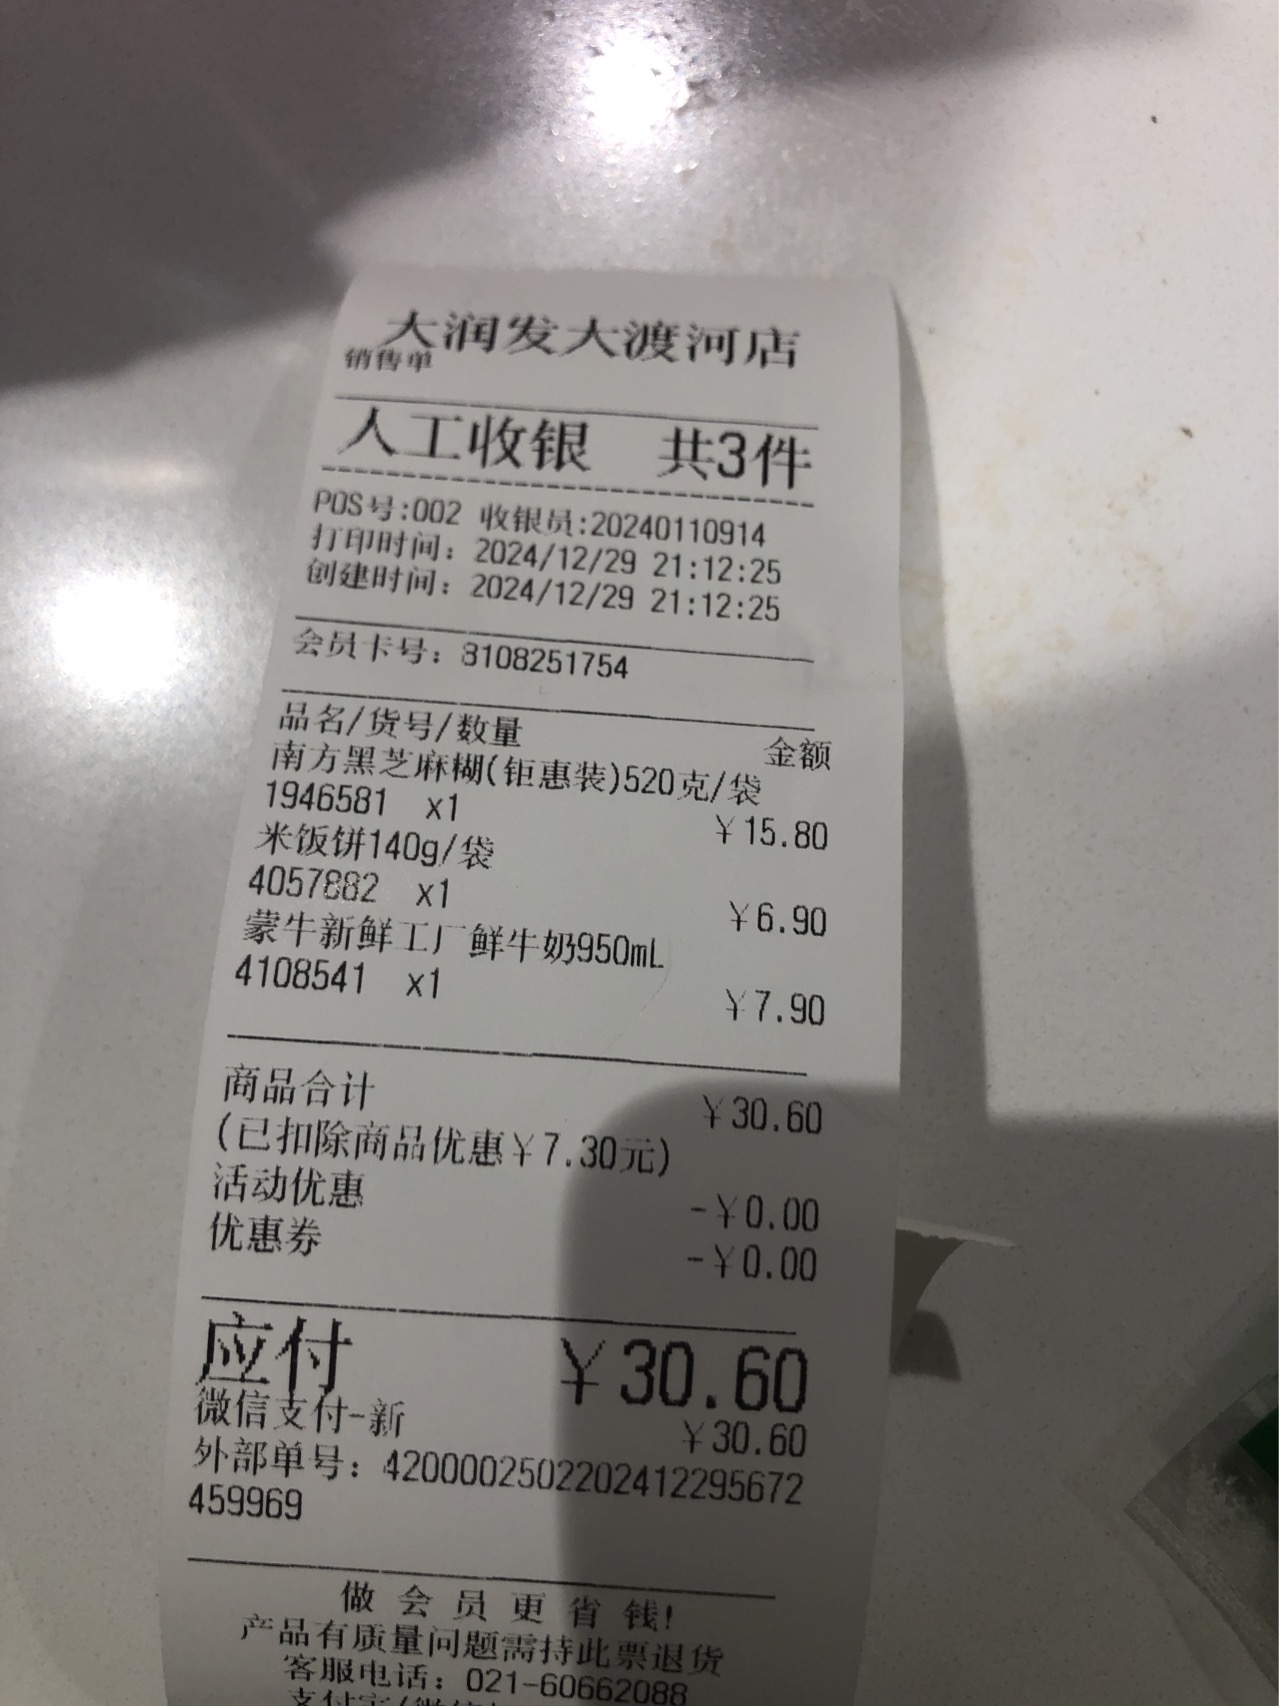 大润发大渡河店
销售单
人工收银 共3件
POS号:002 收银员:20240110914
打印时间：2024/12/29 21:12:25
创建时间：2024/12/29 21:12:25
会员卡号：8108251754
品名/货号/数量 金额
南方黑芝麻糊(钜惠装)520克/袋
1946581 x1 ￥15.80
米饭饼140g/袋
4057882 x1 ￥6.90
蒙牛新鲜工厂鲜牛奶950mL
4108541 x1 ￥7.90
商品合计 ￥30.60
(已扣除商品优惠￥7.30元)
活动优惠 -￥0.00
优惠券 -￥0.00
应付 ￥30.60
微信支付-新 ￥30.60
外部单号：4200002502202412295672
459969
做会员更省钱!
产品有质量问题需持此票退货
客服电话：021-60662088